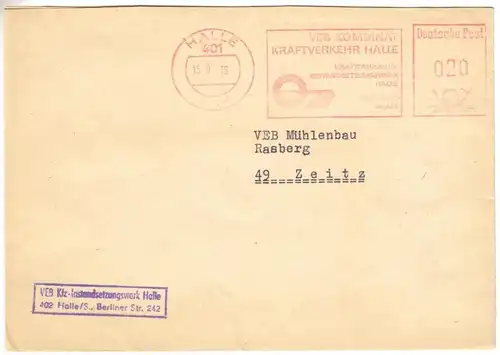 HALLE
401
VEB KOMBINAT
KRAFTVERKEHR HALLE
HALLE
Deutsche Post
020
VEB Mühlenbau
Rasberg
49 Zeitz
VEB Kfz-Instandsetzungswerk Halle
402 Halle/S., Berliner Str. 242